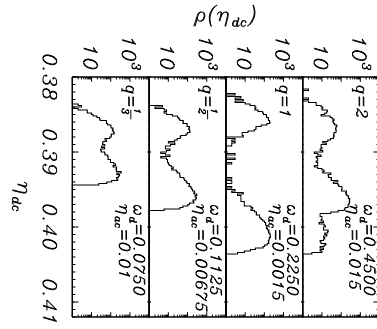 ρ(η_dc)
10 10³ 10 10³ 10 10³ 10 10³
q=1/3
q=1/2
q=1
q=2
ω_d=0.0750
η_ac=0.01
ω_d=0.1125
η_ac=0.00675
ω_d=0.2250
η_ac=0.0015
ω_d=0.4500
η_ac=0.015
0.38 0.39 0.40 0.41
η_dc